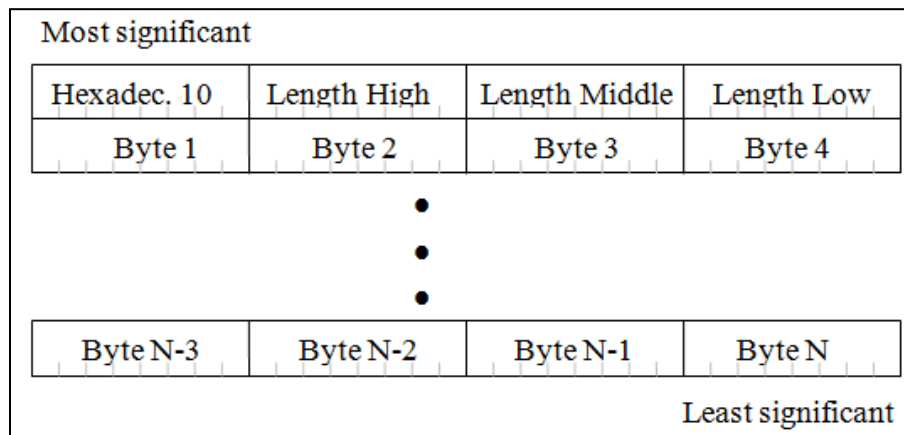 Most significant
Hexadec. 10 Length High Length Middle Length Low
Byte 1 Byte 2 Byte 3 Byte 4
Byte N-3 Byte N-2 Byte N-1 Byte N
Least significant